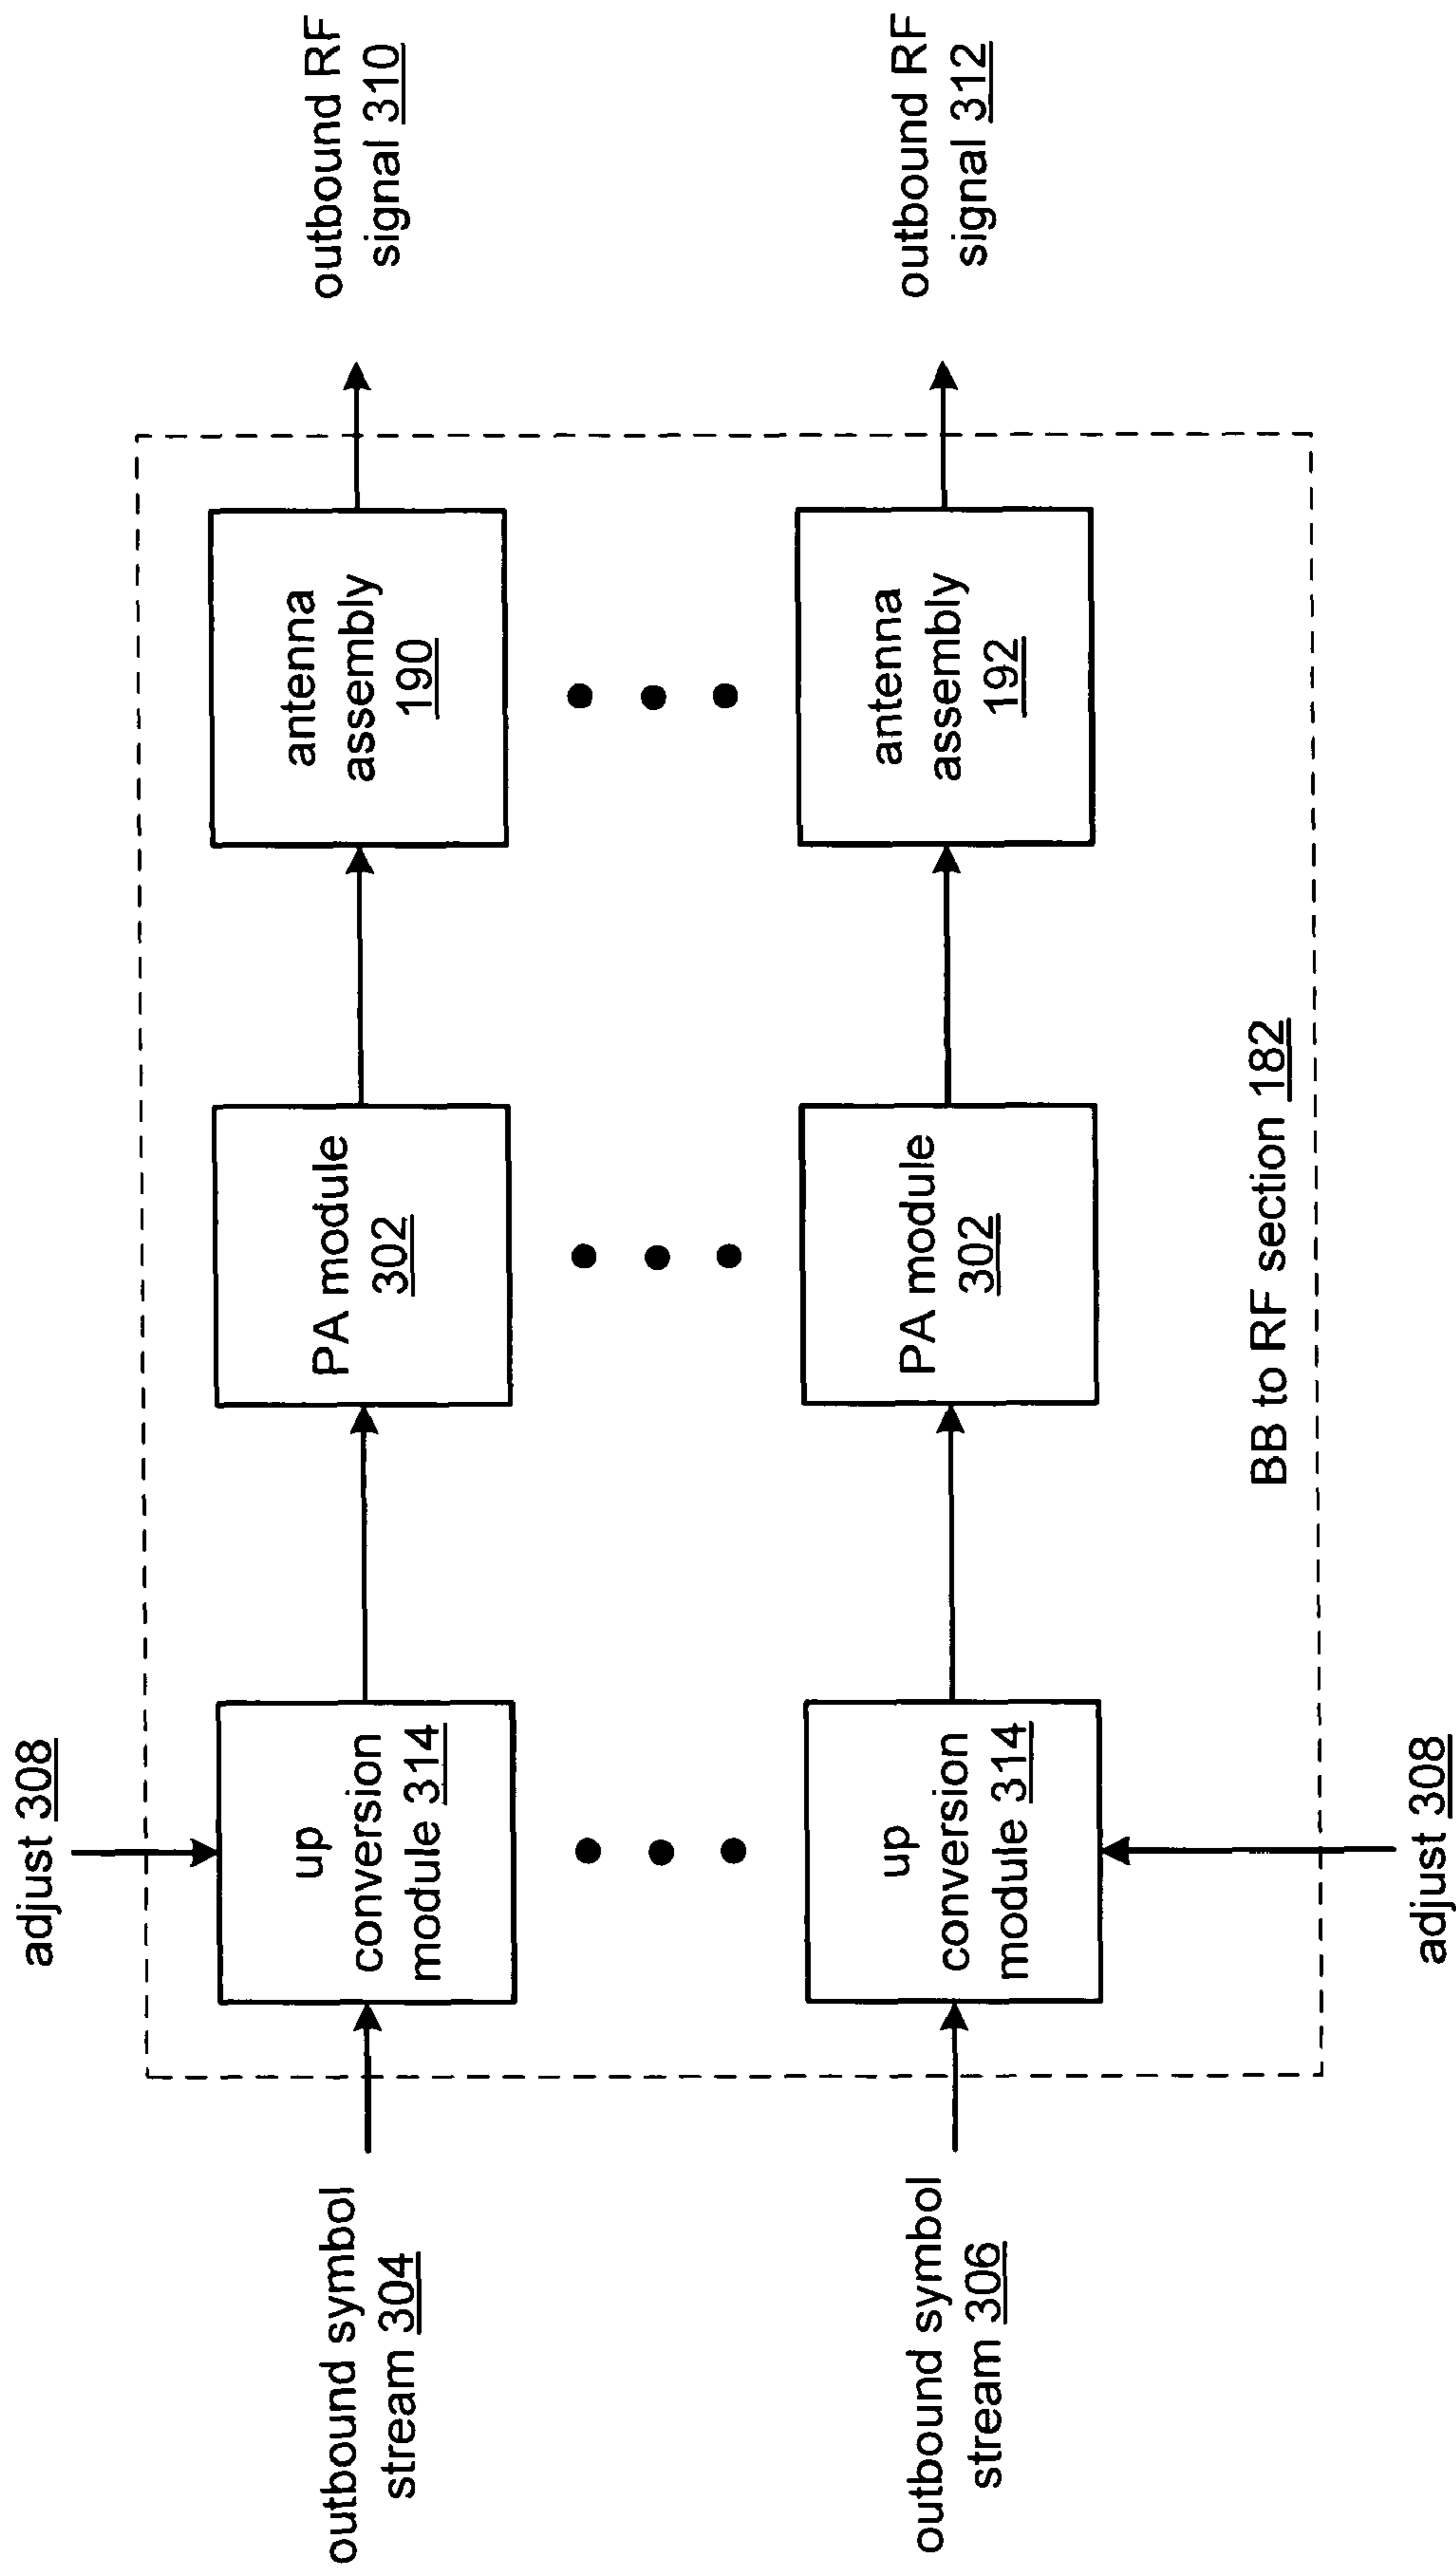 adjust 308
outbound symbol
stream 304
up
conversion
module 314
PA module
302
antenna
assembly
190
outbound RF
signal 310
outbound symbol
stream 306
up
conversion
module 314
PA module
302
antenna
assembly
192
outbound RF
signal 312
BB to RF section 182
adjust 308